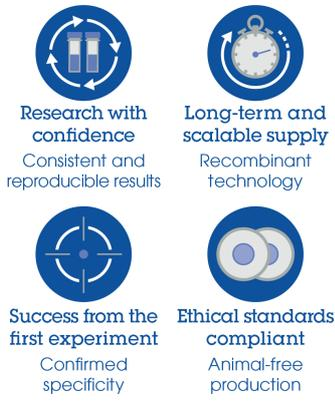 Research with
confidence
Consistent and
reproducible results
Long-term and
scalable supply
Recombinant
technology
Success from the
first experiment
Confirmed
specificity
Ethical standards
compliant
Animal-free
production